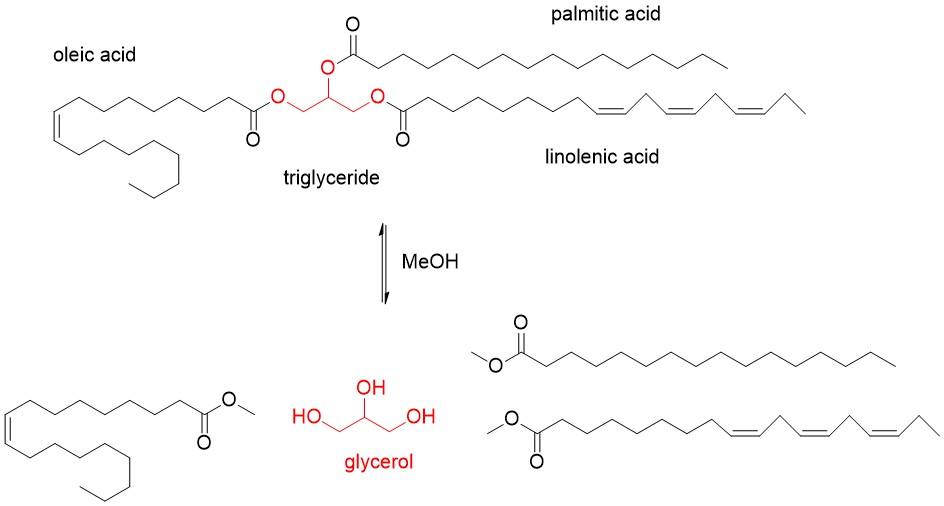 palmitic acid
oleic acid
O
O
O
O
O
O
linolenic acid
triglyceride
MeOH
O
O
O
OH
HO
OH
O
O
O
glycerol